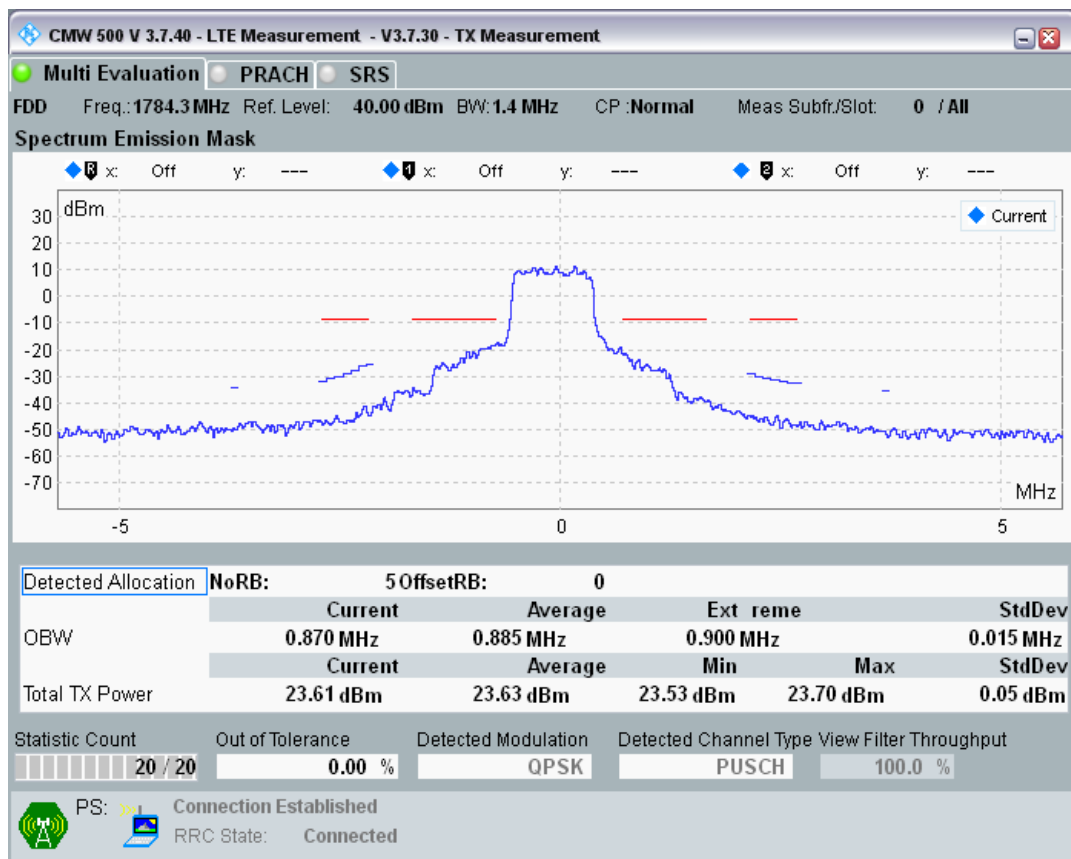 CMW 500 V 3.7.40 - LTE Measurement - V3.7.30 - TX Measurement
Multi Evaluation PRACH SRS
FDD Freq.: 1784.3 MHz Ref. Level: 40.00 dBm BW: 1.4 MHz CP :Normal Meas Subfr./Slot: 0 / All
Spectrum Emission Mask
R x: Off y: --- 1 x: Off y: --- 2 x: Off y: ---
dBm
Current
30
20
10
0
-10
-20
-30
-40
-50
-60
-70
MHz
-5 0 5
Detected Allocation NoRB: 5 OffsetRB: 0
Current Average Ext reme StdDev
OBW 0.870 MHz 0.885 MHz 0.900 MHz 0.015 MHz
Current Average Min Max StdDev
Total TX Power 23.61 dBm 23.63 dBm 23.53 dBm 23.70 dBm 0.05 dBm
Statistic Count Out of Tolerance Detected Modulation Detected Channel Type View Filter Throughput
20 / 20 0.00 % QPSK PUSCH 100.0 %
PS: Connection Established
RRC State: Connected